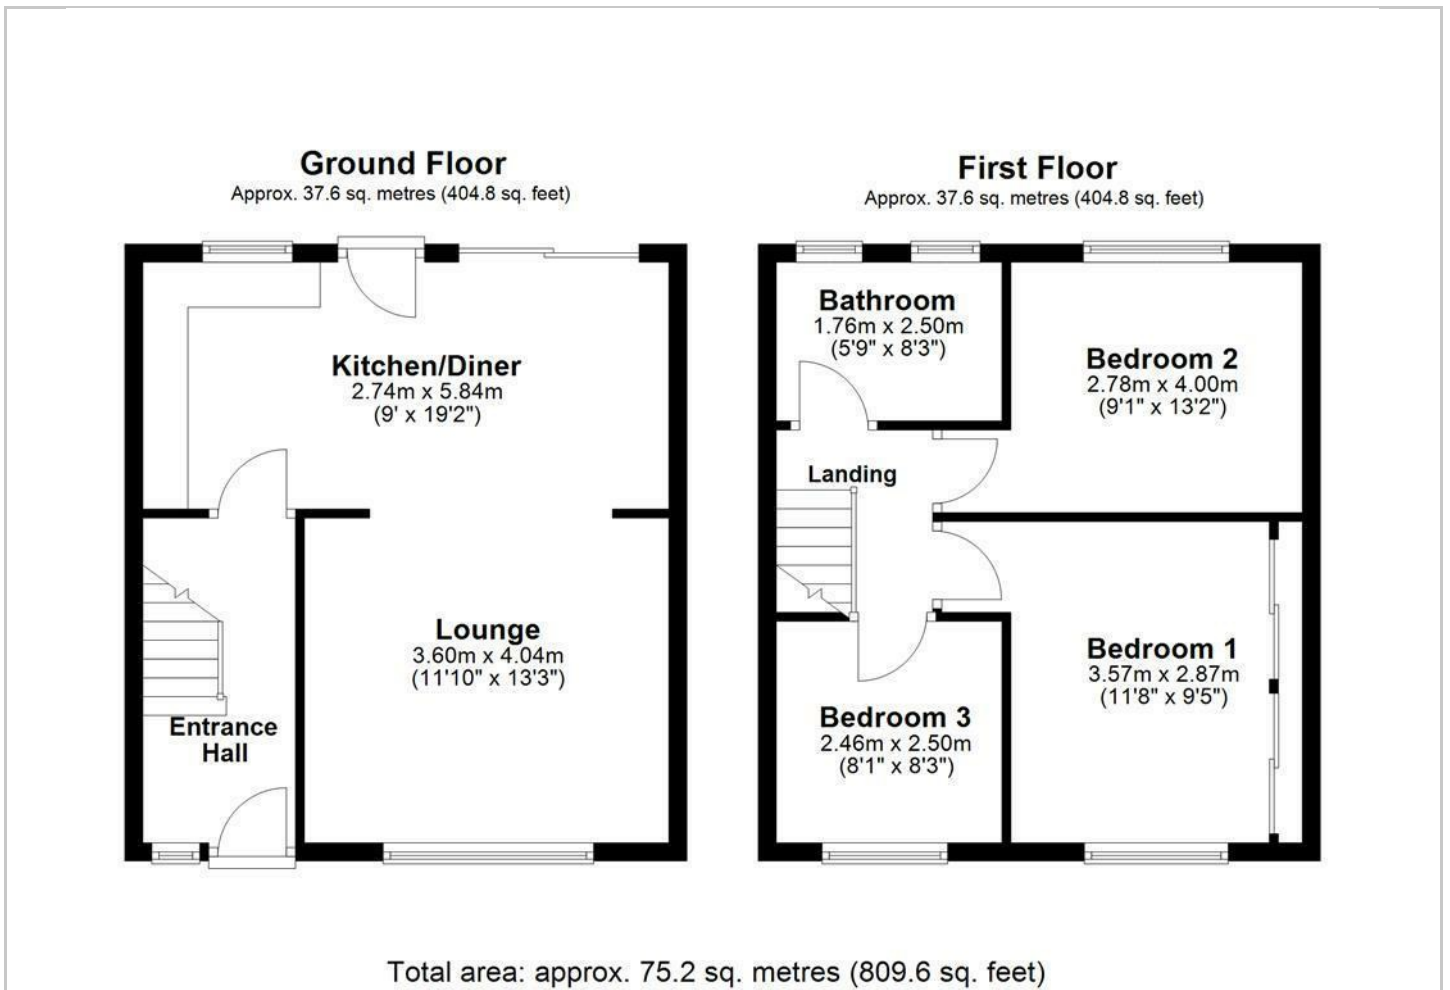 Ground Floor
Approx. 37.6 sq. metres (404.8 sq. feet)
Kitchen/Diner
2.74m x 5.84m
(9' x 19'2")
Lounge
3.60m x 4.04m
(11'10" x 13'3")
Entrance
Hall
First Floor
Approx. 37.6 sq. metres (404.8 sq. feet)
Bathroom
1.76m x 2.50m
(5'9" x 8'3")
Bedroom 2
2.78m x 4.00m
(9'1" x 13'2")
Landing
Bedroom 1
3.57m x 2.87m
(11'8" x 9'5")
Bedroom 3
2.46m x 2.50m
(8'1" x 8'3")
Total area: approx. 75.2 sq. metres (809.6 sq. feet)